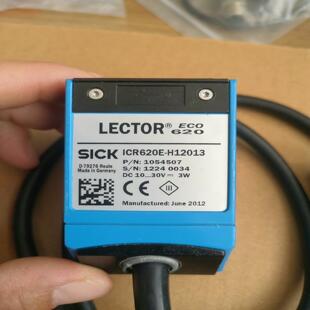 LECTOR® ECO 620
SICK ICR620E-H12013
D-79276 Reute P/N: 1054507
Made in Germany S/N: 1224 0034
DC 10...30V⎓ 3W
CE III
Manufactured: June 2012